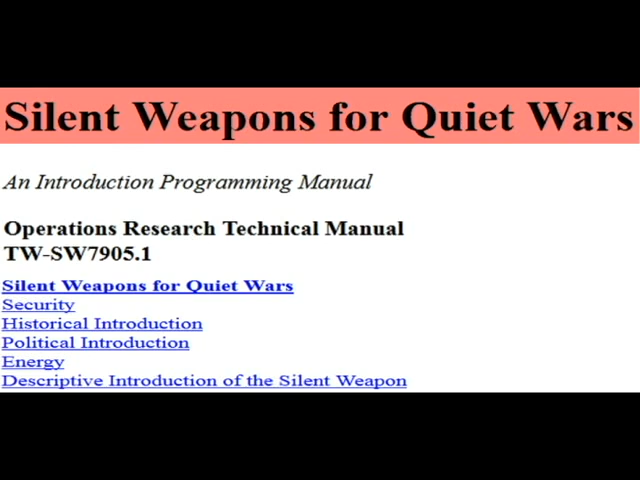 Silent Weapons for Quiet Wars
An Introduction Programming Manual
Operations Research Technical Manual
TW-SW7905.1
Silent Weapons for Quiet Wars
Security
Historical Introduction
Political Introduction
Energy
Descriptive Introduction of the Silent Weapon